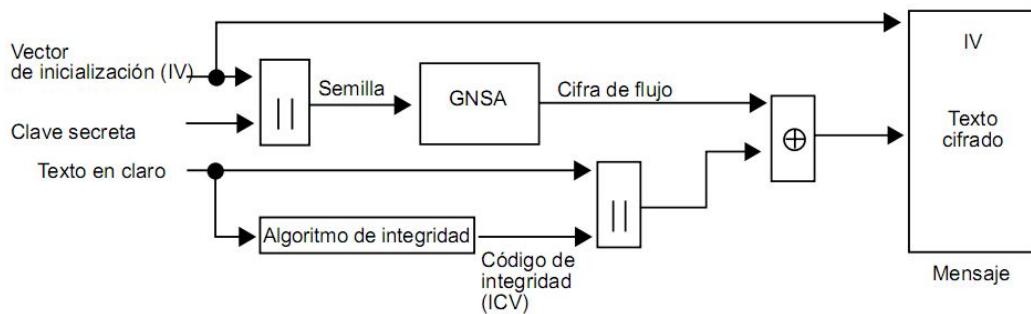 Vector
de inicialización (IV)
Clave secreta
Texto en claro
||
Semilla
GNSA
Cifra de flujo
Algoritmo de integridad
Código de
integridad
(ICV)
||
⊕
IV
Texto
cifrado
Mensaje